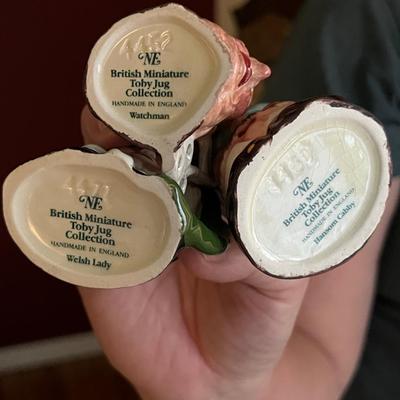 NE
British Miniature
Toby Jug
Collection
HANDMADE IN ENGLAND
Watchman
4677
NE
British Miniature
Toby Jug
Collection
HANDMADE IN ENGLAND
Welsh Lady
NE
British Miniature
Toby Jug
Collection
HANDMADE IN ENGLAND
Hansom Cabby